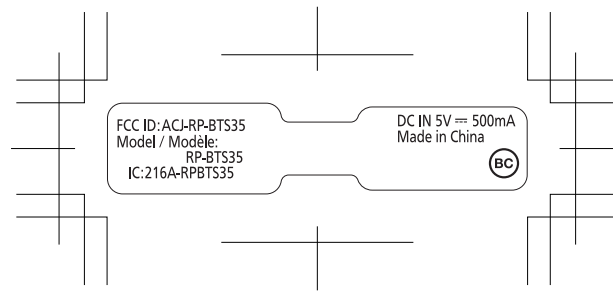 FCC ID: ACJ-RP-BTS35
Model / Modèle:
RP-BTS35
IC:216A-RPBTS35
DC IN 5V ⎓ 500mA
Made in China
BC